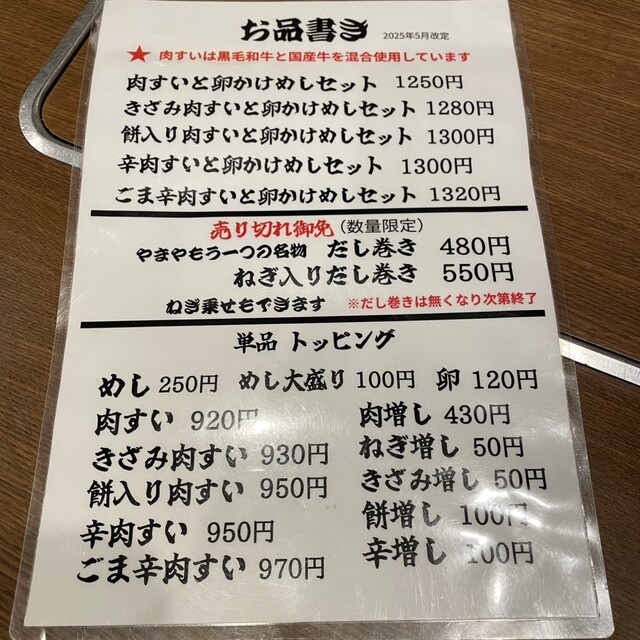 お品書き 2025年5月改定
★ 肉すいは黒毛和牛と国産牛を混合使用しています
肉すいと卵かけめしセット 1250円
きざみ肉すいと卵かけめしセット 1280円
餅入り肉すいと卵かけめしセット 1300円
辛肉すいと卵かけめしセット 1300円
ごま辛肉すいと卵かけめしセット 1320円
売り切れ御免(数量限定)
やまやもう一つの名物 だし巻き 480円
ねぎ入りだし巻き 550円
ねぎ乗せもできます ※だし巻きは無くなり次第終了
単品 トッピング
めし 250円 めし大盛り 100円 卵 120円
肉すい 920円 肉増し 430円
きざみ肉すい 930円 ねぎ増し 50円
餅入り肉すい 950円 きざみ増し 50円
辛肉すい 950円 餅増し 100円
ごま辛肉すい 970円 辛増し 100円